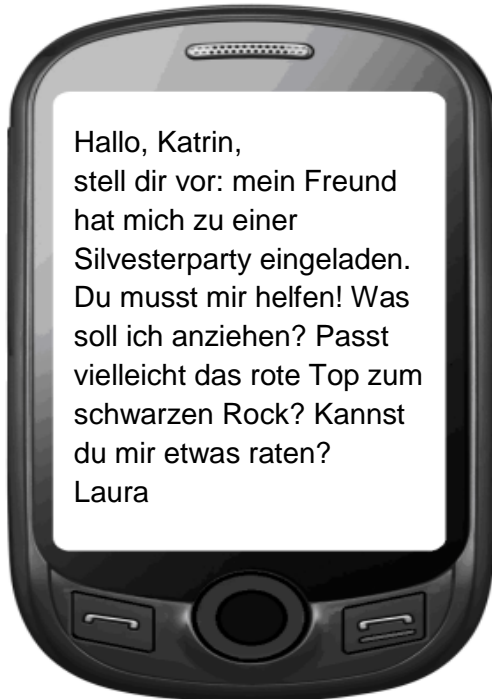 Hallo, Katrin,
stell dir vor: mein Freund
hat mich zu einer
Silvesterparty eingeladen.
Du musst mir helfen! Was
soll ich anziehen? Passt
vielleicht das rote Top zum
schwarzen Rock? Kannst
du mir etwas raten?
Laura